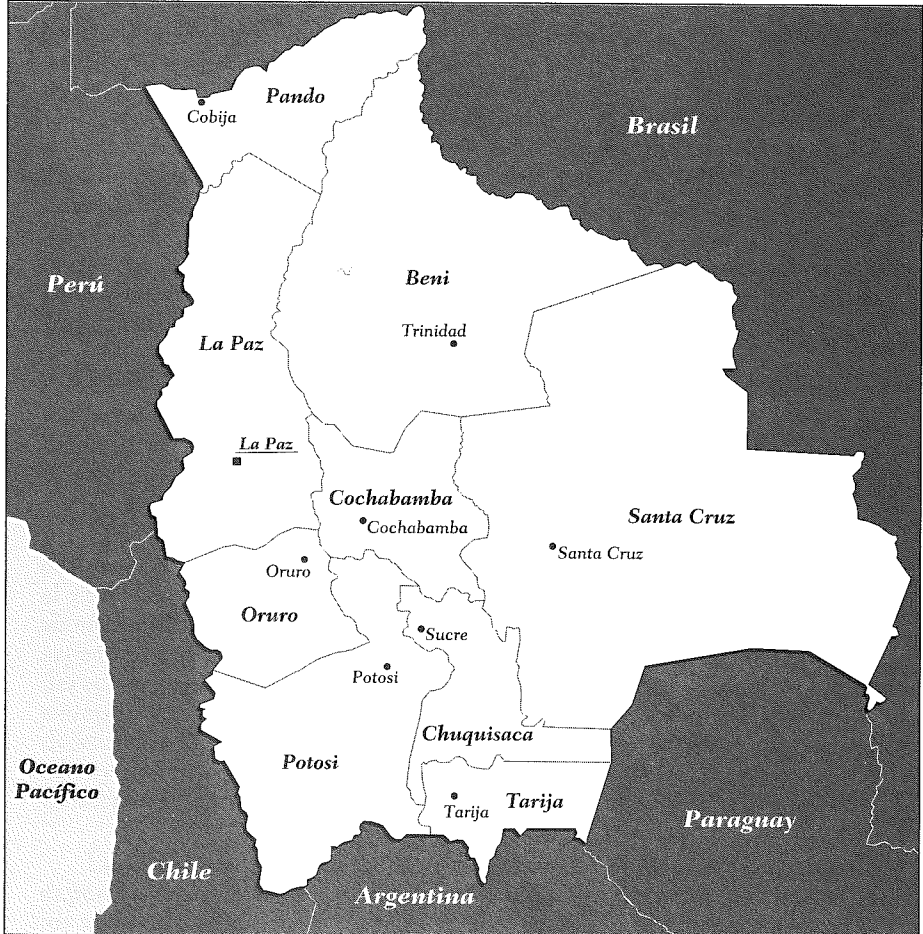 Pando
Cobija
Brasil
Perú
Beni
Trinidad
La Paz
La Paz
Cochabamba
Cochabamba
Santa Cruz
Santa Cruz
Oruro
Oruro
Sucre
Potosi
Chuquisaca
Potosi
Oceano
Pacífico
Tarija
Tarija
Paraguay
Chile
Argentina